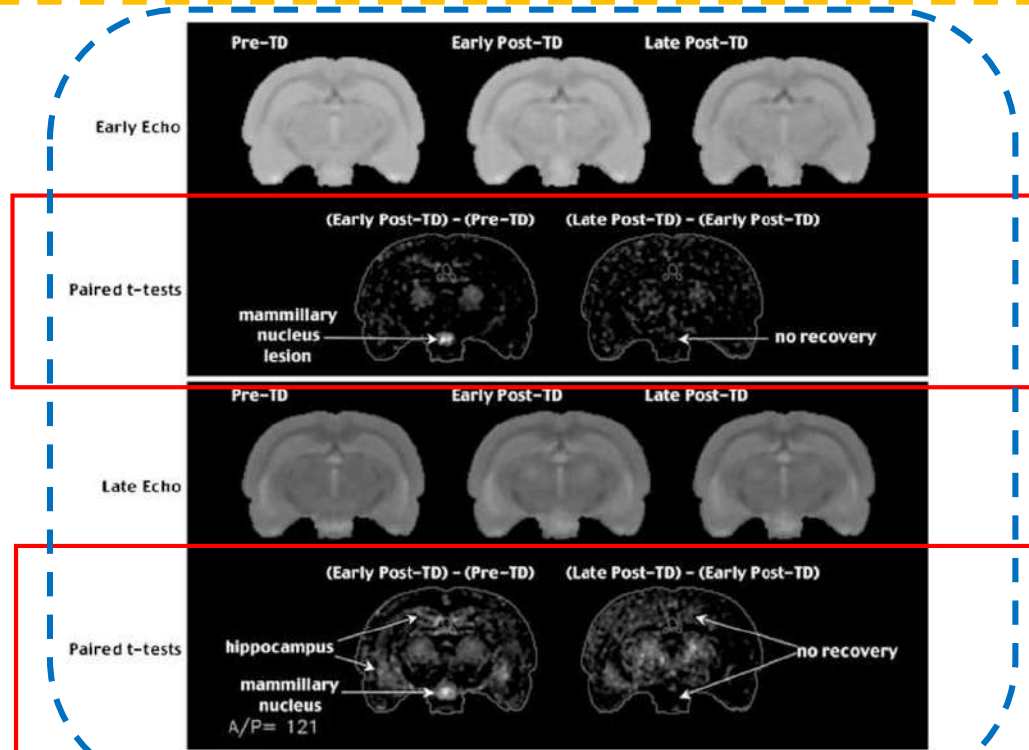 Pre-TD Early Post-TD Late Post-TD
Early Echo
(Early Post-TD) - (Pre-TD) (Late Post-TD) - (Early Post-TD)
Paired t-tests
mammillary
nucleus
lesion
no recovery
Pre-TD Early Post-TD Late Post-TD
Late Echo
(Early Post-TD) - (Pre-TD) (Late Post-TD) - (Early Post-TD)
Paired t-tests
hippocampus
no recovery
mammillary
nucleus
A/P= 121